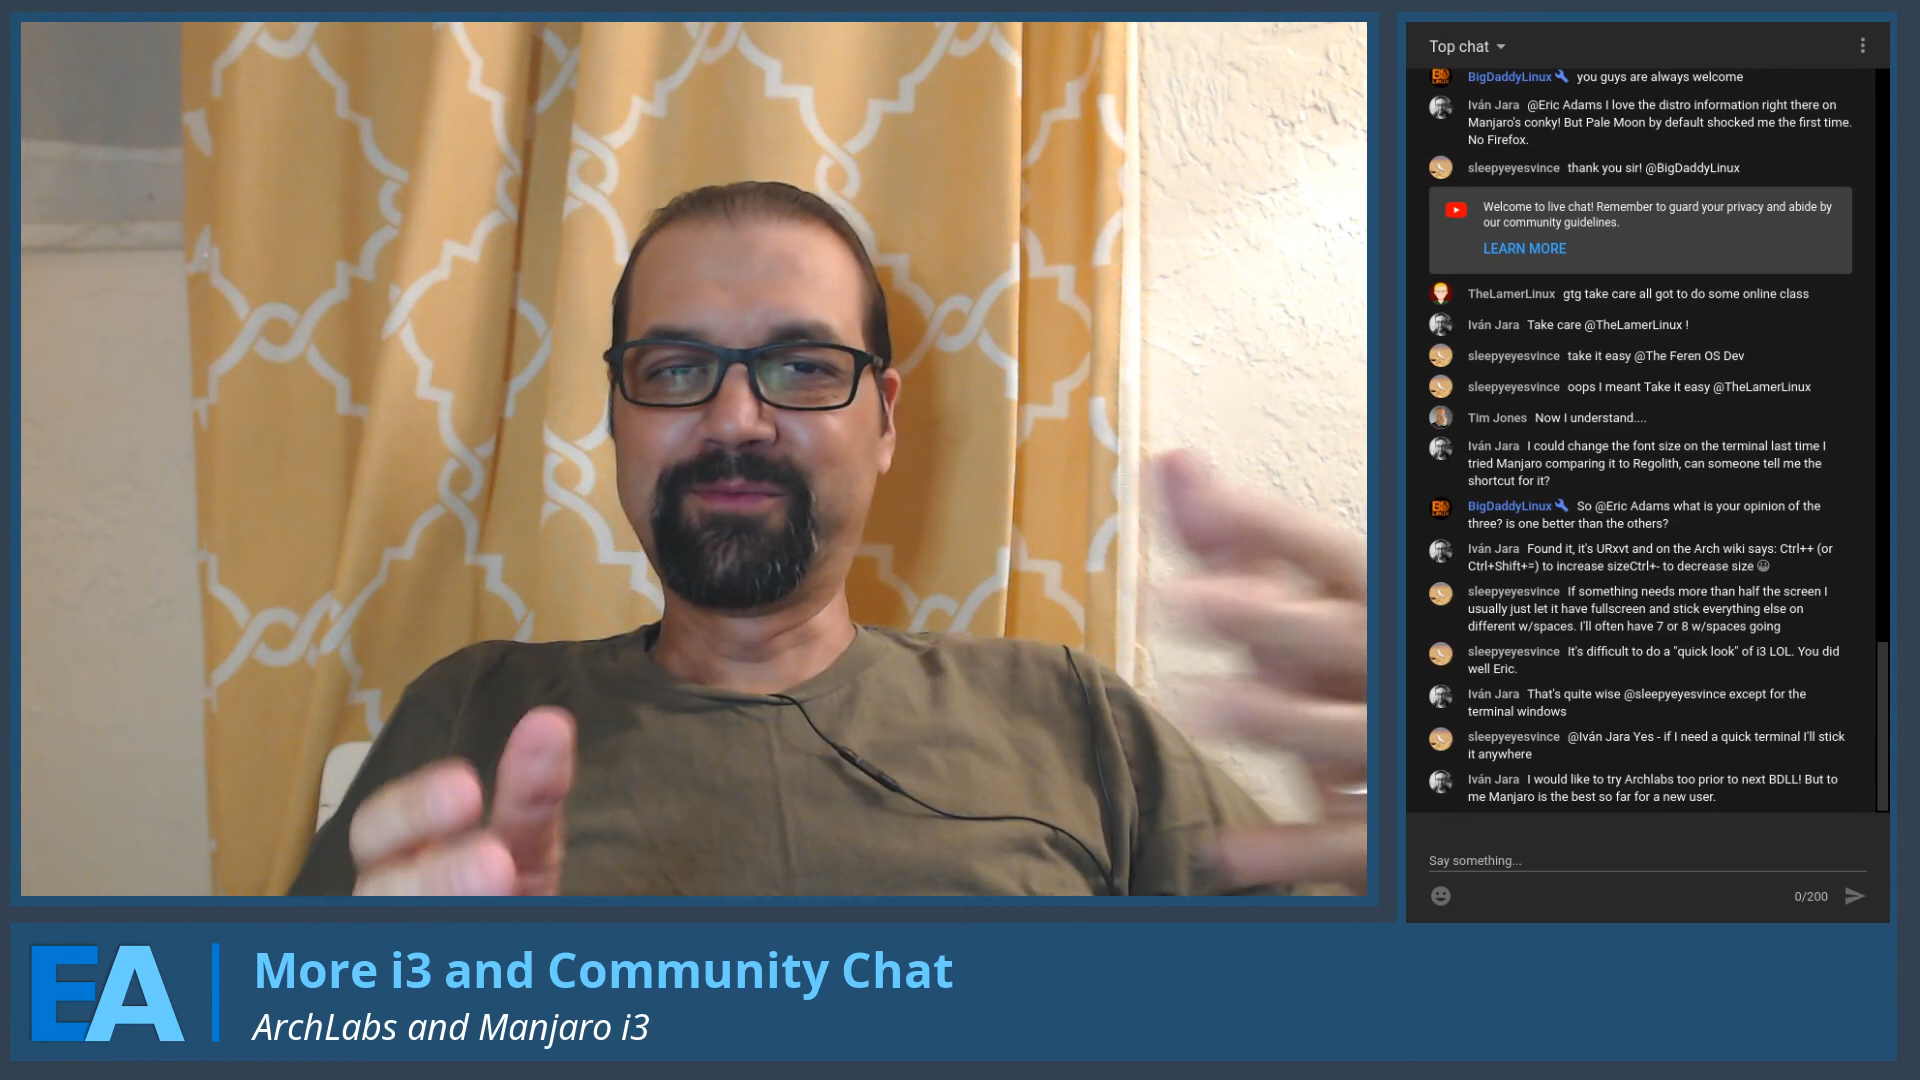 Top chat
BigDaddyLinux you guys are always welcome
Iván Jara @Eric Adams I love the distro information right there on
Manjaro's conky! But Pale Moon by default shocked me the first time.
No Firefox.
sleepyeyesvince thank you sir! @BigDaddyLinux
Welcome to live chat! Remember to guard your privacy and abide by
our community guidelines.
LEARN MORE
TheLamerLinux gtg take care all got to do some online class
Iván Jara Take care @TheLamerLinux !
sleepyeyesvince take it easy @The Feren OS Dev
sleepyeyesvince oops I meant Take it easy @TheLamerLinux
Tim Jones Now I understand....
Iván Jara I could change the font size on the terminal last time I
tried Manjaro comparing it to Regolith, can someone tell me the
shortcut for it?
BigDaddyLinux So @Eric Adams what is your opinion of the
three? is one better than the others?
Iván Jara Found it, it's URxvt and on the Arch wiki says: Ctrl++ (or
Ctrl+Shift+=) to increase sizeCtrl+- to decrease size 😀
sleepyeyesvince If something needs more than half the screen I
usually just let it have fullscreen and stick everything else on
different w/spaces. I'll often have 7 or 8 w/spaces going
sleepyeyesvince It's difficult to do a "quick look" of i3 LOL. You did
well Eric.
Iván Jara That's quite wise @sleepyeyesvince except for the
terminal windows
sleepyeyesvince @Iván Jara Yes - if I need a quick terminal I'll stick
it anywhere
Iván Jara I would like to try Archlabs too prior to next BDLL! But to
me Manjaro is the best so far for a new user.
Say something...
0/200
EA
More i3 and Community Chat
ArchLabs and Manjaro i3